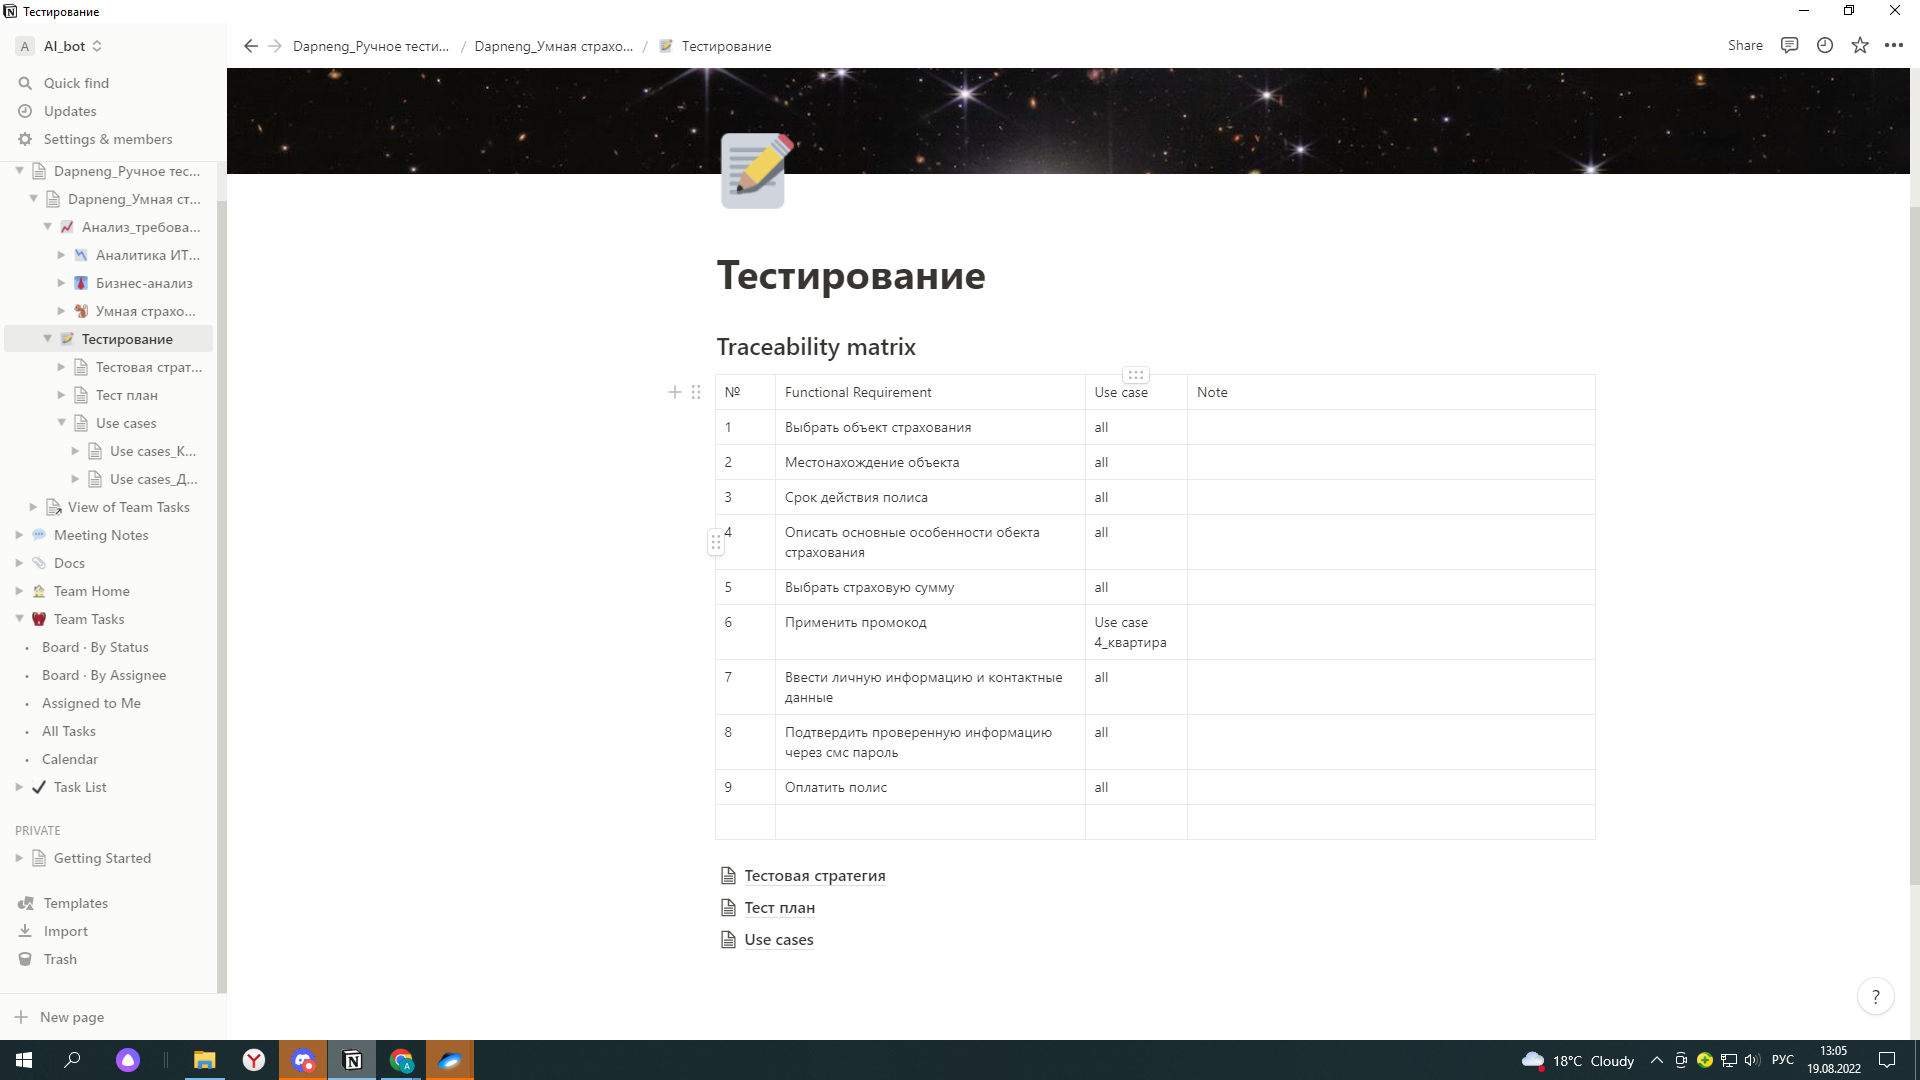 Тестирование
A
AI_bot
Dapneng_Ручное тести... / Dapneng_Умная страхо... / Тестирование
Share
Quick find
Updates
Settings & members
Dapneng_Ручное тес...
Dapneng_Умная ст...
Анализ_требова...
Аналитика ИТ...
Бизнес-анализ
Умная страхо...
Тестирование
Тестовая страт...
Тест план
Use cases
Use cases_К...
Use cases_Д...
View of Team Tasks
Meeting Notes
Docs
Team Home
Team Tasks
Board · By Status
Board · By Assignee
Assigned to Me
All Tasks
Calendar
Task List
PRIVATE
Getting Started
Templates
Import
Trash
New page
Тестирование
Traceability matrix
№ Functional Requirement Use case Note
1 Выбрать объект страхования all
2 Местонахождение объекта all
3 Срок действия полиса all
4 Описать основные особенности обекта all
страхования
5 Выбрать страховую сумму all
6 Применить промокод Use case
4_квартира
7 Ввести личную информацию и контактные all
данные
8 Подтвердить проверенную информацию all
через смс пароль
9 Оплатить полис all
Тестовая стратегия
Тест план
Use cases
?
18°C Cloudy
РУС
13:05
19.08.2022